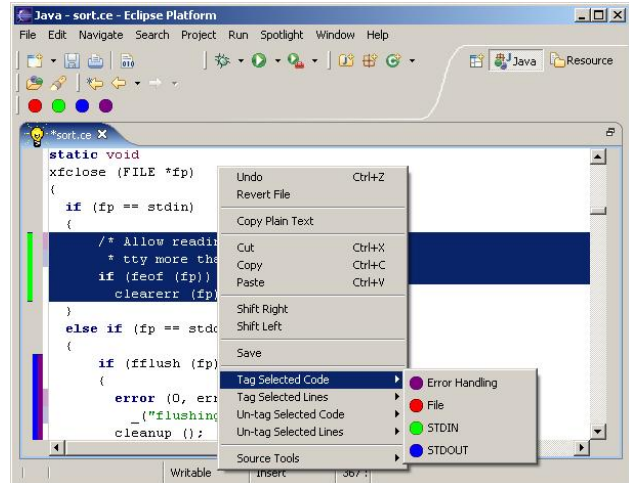 Java - sort.ce - Eclipse Platform
File Edit Navigate Search Project Run Spotlight Window Help
Java Resource
*sort.ce
static void
xfclose (FILE *fp)
{
if (fp == stdin)
{
/* Allow readin
* tty more tha
if (feof (fp))
clearerr (fp)
}
else if (fp == stdo
{
if (fflush (fp)
{
error (0, err
_("flushing
cleanup ();
Undo Ctrl+Z
Revert File
Copy Plain Text
Cut Ctrl+X
Copy Ctrl+C
Paste Ctrl+V
Shift Right
Shift Left
Save
Tag Selected Code
Tag Selected Lines
Un-tag Selected Code
Un-tag Selected Lines
Source Tools
Error Handling
File
STDIN
STDOUT
Writable Insert 367 :